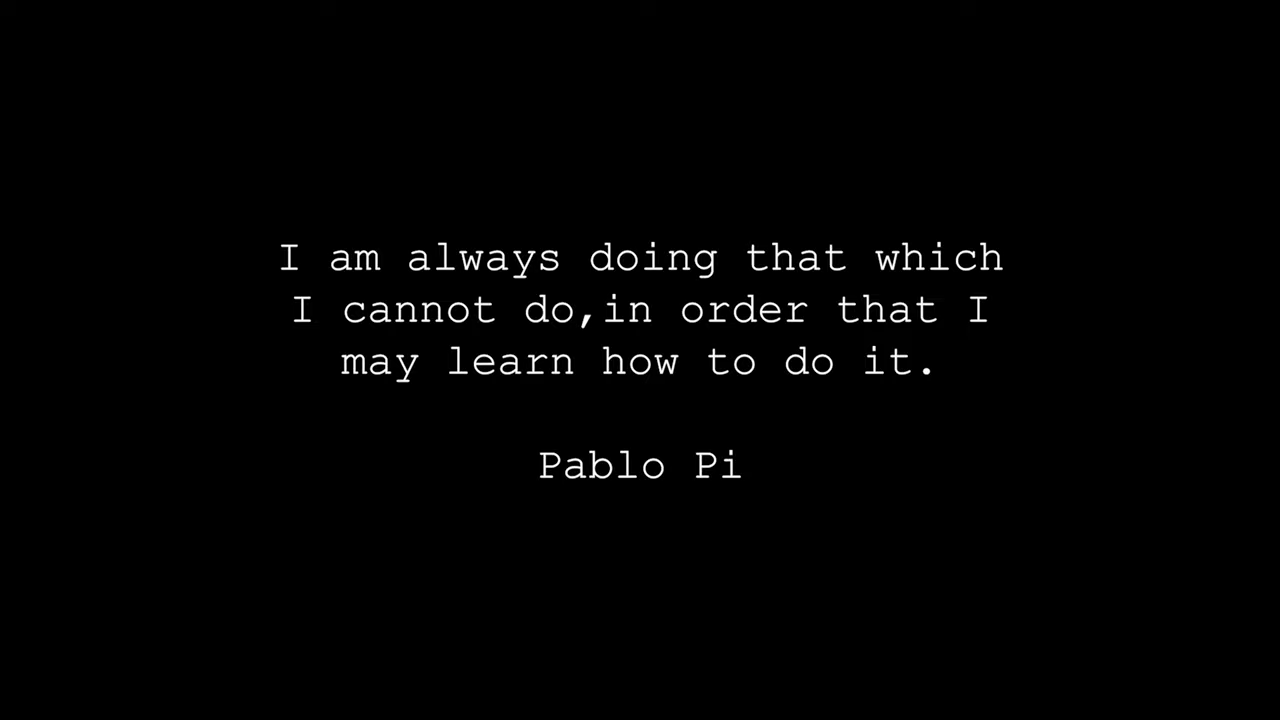 I am always doing that which
I cannot do,in order that I
may learn how to do it.
Pablo Pi